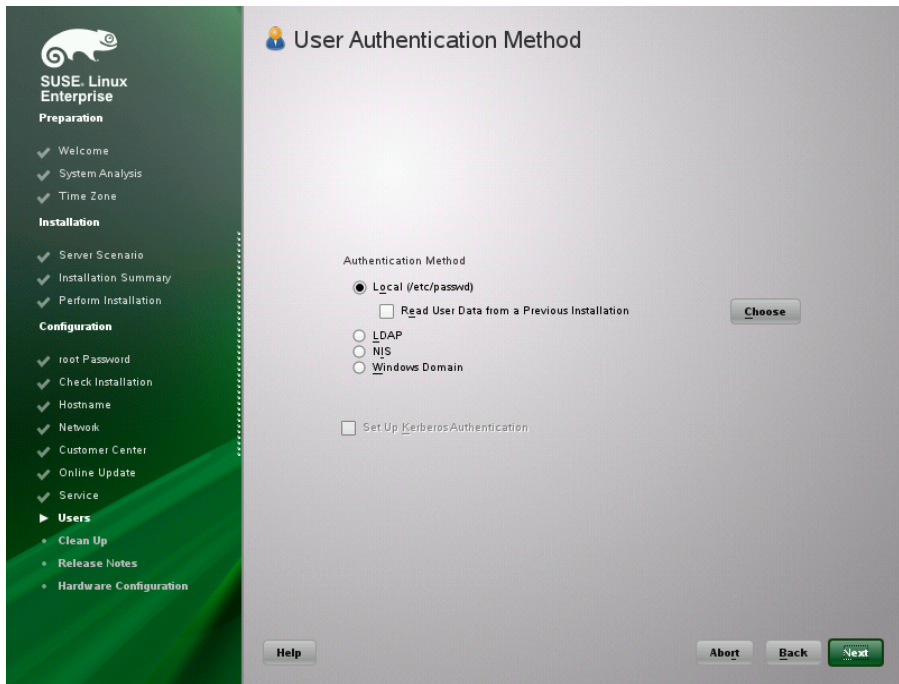 SUSE. Linux
Enterprise
Preparation
Welcome
System Analysis
Time Zone
Installation
Server Scenario
Installation Summary
Perform Installation
Configuration
root Password
Check Installation
Hostname
Network
Customer Center
Online Update
Service
Users
Clean Up
Release Notes
Hardware Configuration
User Authentication Method
Authentication Method
Local (/etc/passwd)
Read User Data from a Previous Installation
Choose
LDAP
NIS
Windows Domain
Set Up Kerberos Authentication
Help
Abort
Back
Next